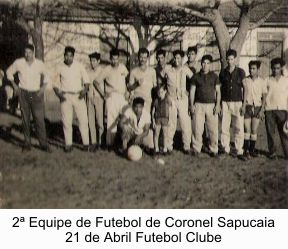 2ª Equipe de Futebol de Coronel Sapucaia
21 de Abril Futebol Clube